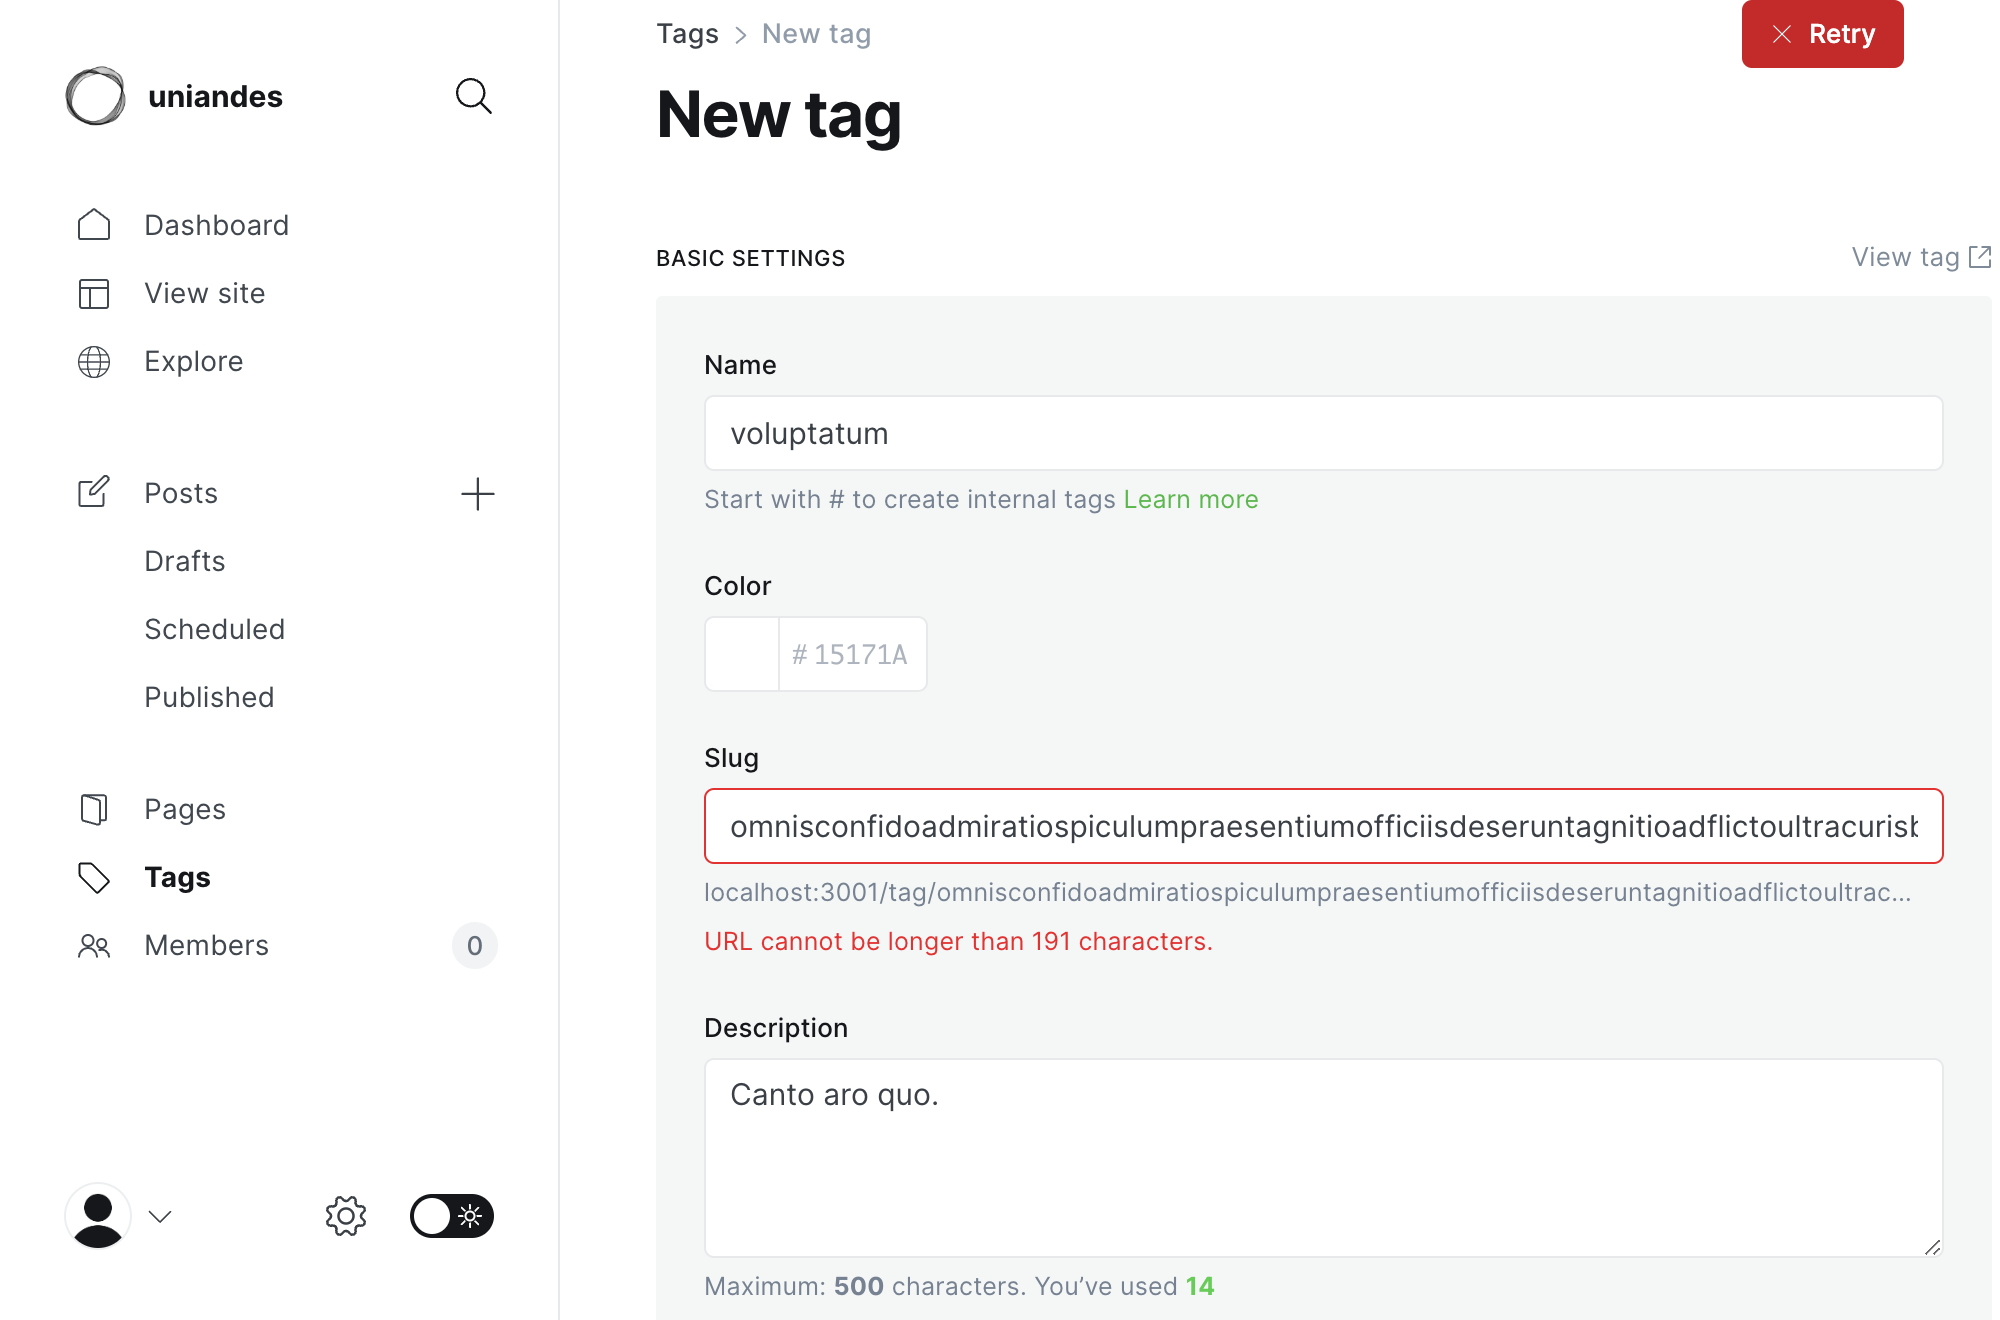 uniandes
Dashboard
View site
Explore
Posts
Drafts
Scheduled
Published
Pages
Tags
Members
0
Tags > New tag
Retry
New tag
BASIC SETTINGS
View tag
Name
voluptatum
Start with # to create internal tags Learn more
Color
# 15171A
Slug
omnisconfidoadmiratiospiculumpraesentiumofficiisdeseruntagnitioadflictoultracurisb
localhost:3001/tag/omnisconfidoadmiratiospiculumpraesentiumofficiisdeseruntagnitioadflictoultrac...
URL cannot be longer than 191 characters.
Description
Canto aro quo.
Maximum: 500 characters. You’ve used 14